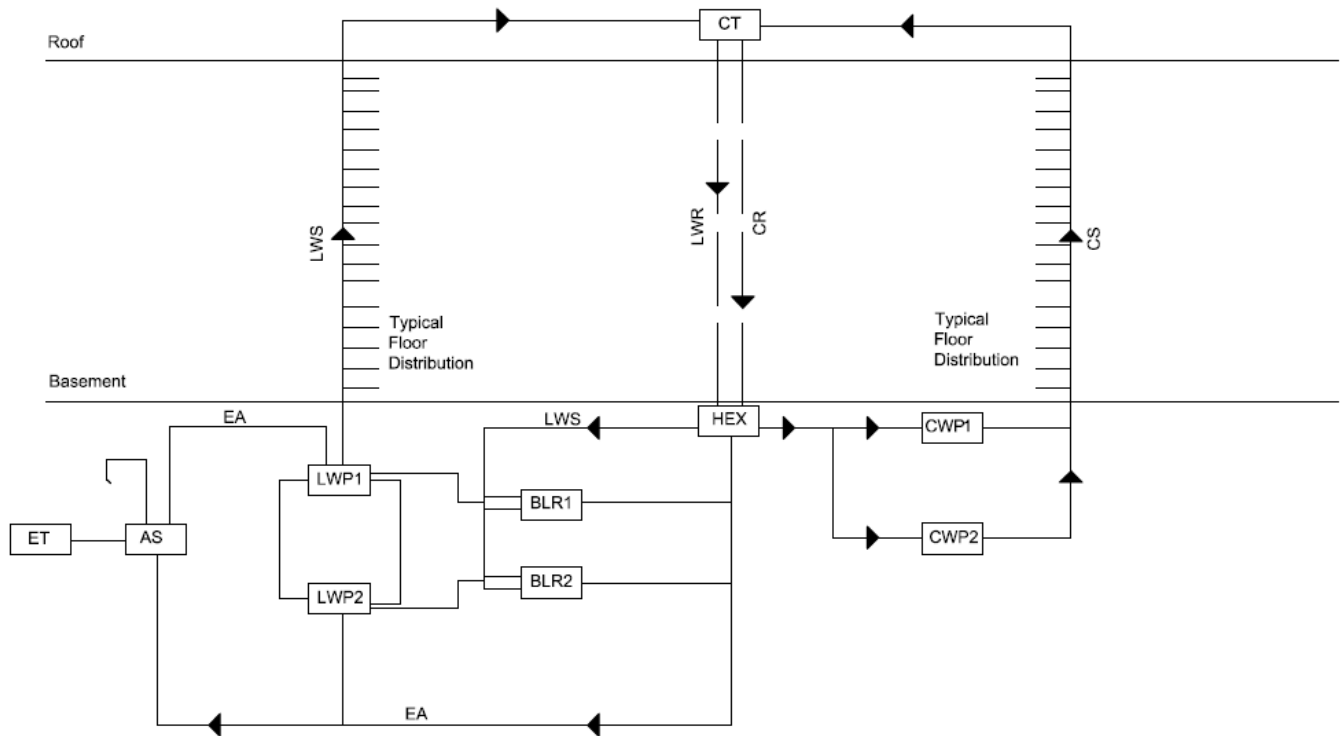 CT
Roof
LWS
LWR
CR
CS
Typical
Floor
Distribution
Typical
Floor
Distribution
Basement
EA
LWS
HEX
CWP1
LWP1
BLR1
ET
AS
CWP2
BLR2
LWP2
EA